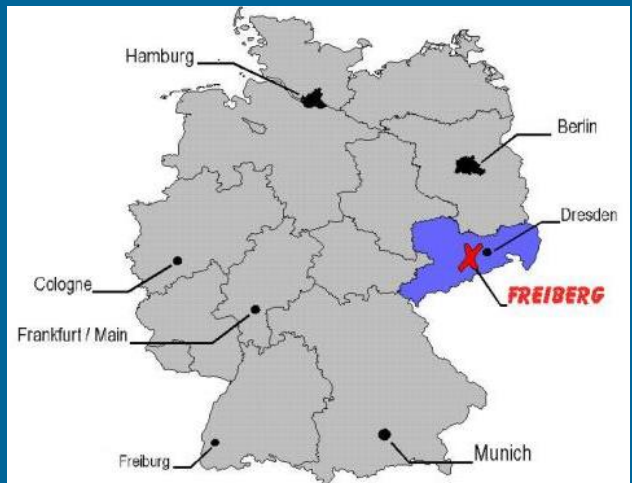 Hamburg
Berlin
Dresden
Cologne
FREIBERG
Frankfurt / Main
Freiburg
Munich